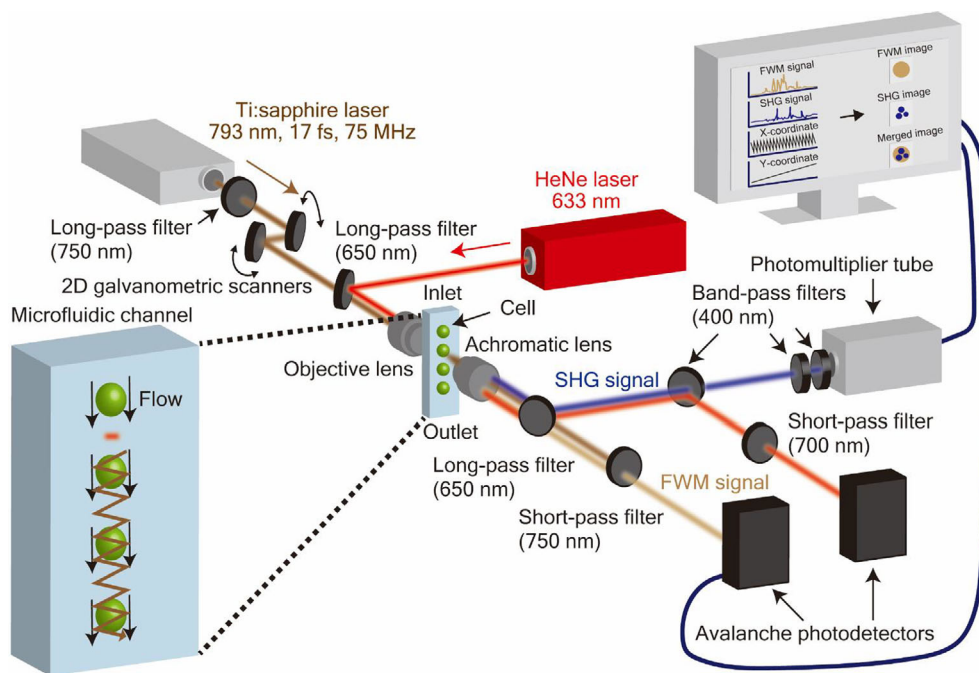 FWM signal
FWM image
SHG signal
SHG image
X-coordinate
Merged image
Y-coordinate
Ti:sapphire laser
793 nm, 17 fs, 75 MHz
HeNe laser
633 nm
Long-pass filter
(750 nm)
Long-pass filter
(650 nm)
2D galvanometric scanners
Photomultiplier tube
Inlet
Band-pass filters
(400 nm)
Microfluidic channel
Cell
Objective lens
Achromatic lens
Flow
SHG signal
Outlet
Short-pass filter
(700 nm)
Long-pass filter
(650 nm)
FWM signal
Short-pass filter
(750 nm)
Avalanche photodetectors